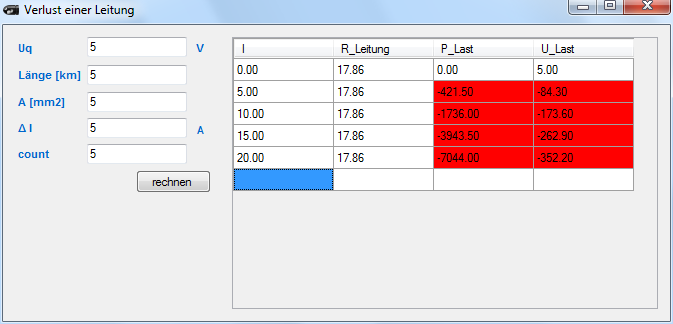 Verlust einer Leitung
Uq 5 V
Länge [km] 5
A [mm2] 5
Δ I 5 A
count 5
rechnen
I R_Leitung P_Last U_Last
0.00 17.86 0.00 5.00
5.00 17.86 -421.50 -84.30
10.00 17.86 -1736.00 -173.60
15.00 17.86 -3943.50 -262.90
20.00 17.86 -7044.00 -352.20